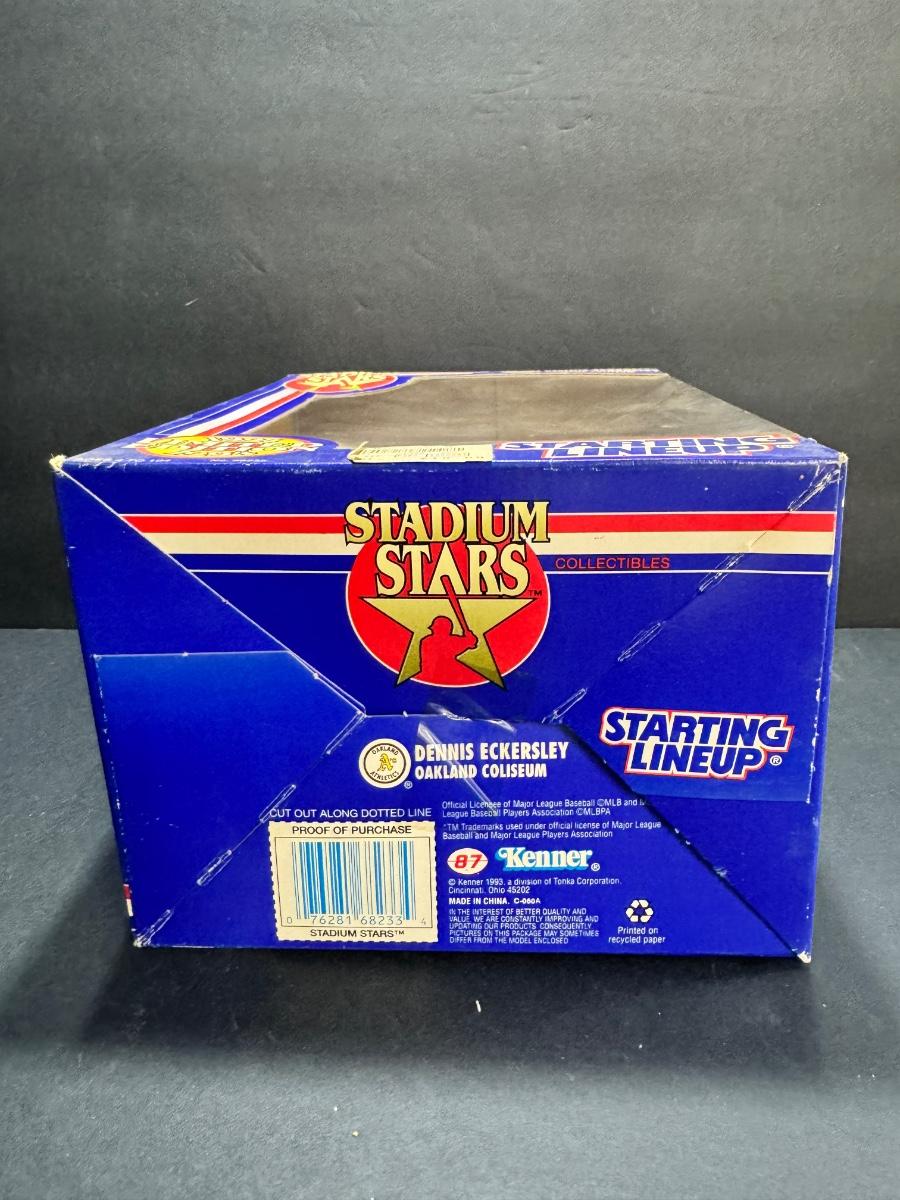 STADIUM
STARS
STARTING
LINEUP
STADIUM
STARS™
COLLECTIBLES
STARTING
LINEUP®
OAKLAND
A's
ATHLETICS
®
DENNIS ECKERSLEY
OAKLAND COLISEUM
CUT OUT ALONG DOTTED LINE
PROOF OF PURCHASE
0 76281 68233 4
STADIUM STARS™
Official Licensee of Major League Baseball ©MLB and
League Baseball Players Association ©MLBPA
TM Trademarks used under official license of Major League
Baseball and Major League Players Association
87 Kenner®
© Kenner 1993, a division of Tonka Corporation,
Cincinnati, Ohio 45202
MADE IN CHINA. C-060A
IN THE INTEREST OF BETTER QUALITY AND
VALUE, WE ARE CONSTANTLY IMPROVING AND
UPDATING OUR PRODUCTS. CONSEQUENTLY
PICTURES ON THIS PACKAGE MAY SOMETIMES
DIFFER FROM THE MODEL ENCLOSED
Printed on
recycled paper